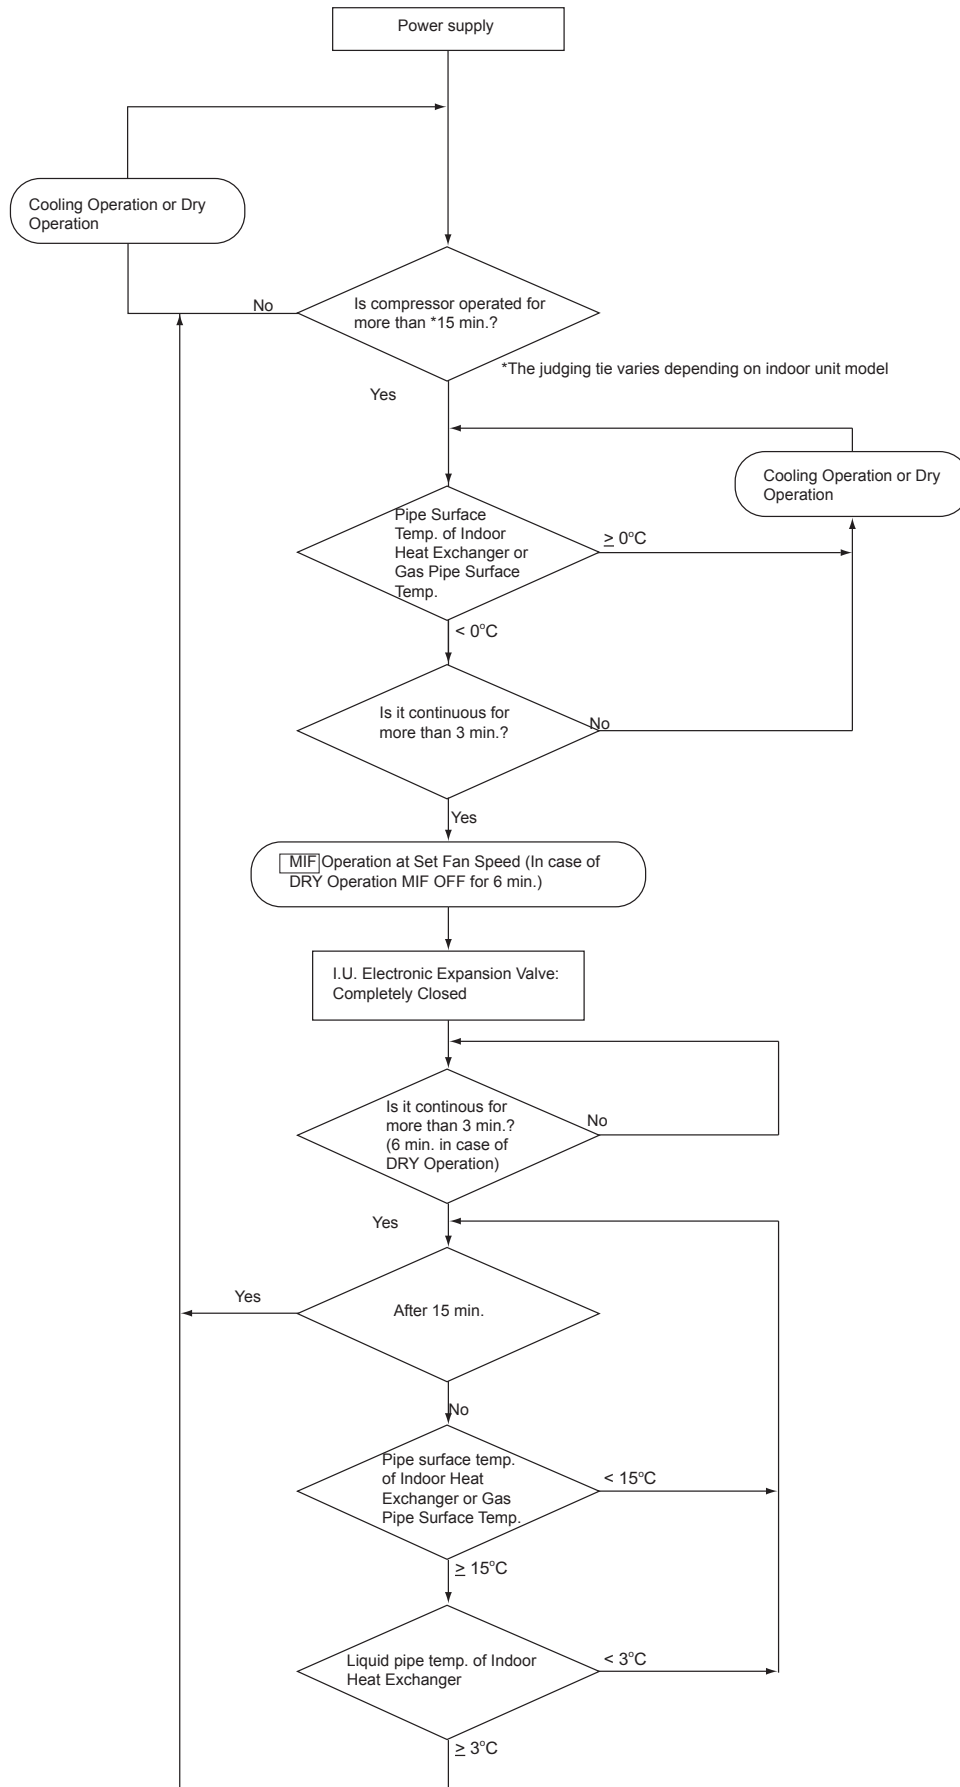 Power supply
Cooling Operation or Dry
Operation
Is compressor operated for
more than *15 min.?
No
*The judging tie varies depending on indoor unit model
Yes
Cooling Operation or Dry
Operation
Pipe Surface
Temp. of Indoor
Heat Exchanger or
Gas Pipe Surface
Temp.
≥ 0°C
< 0°C
Is it continuous for
more than 3 min.?
No
Yes
MIF Operation at Set Fan Speed (In case of
DRY Operation MIF OFF for 6 min.)
I.U. Electronic Expansion Valve:
Completely Closed
Is it continous for
more than 3 min.?
(6 min. in case of
DRY Operation)
No
Yes
After 15 min.
Yes
No
Pipe surface temp.
of Indoor Heat
Exchanger or Gas
Pipe Surface Temp.
< 15°C
≥ 15°C
Liquid pipe temp. of Indoor
Heat Exchanger
< 3°C
≥ 3°C